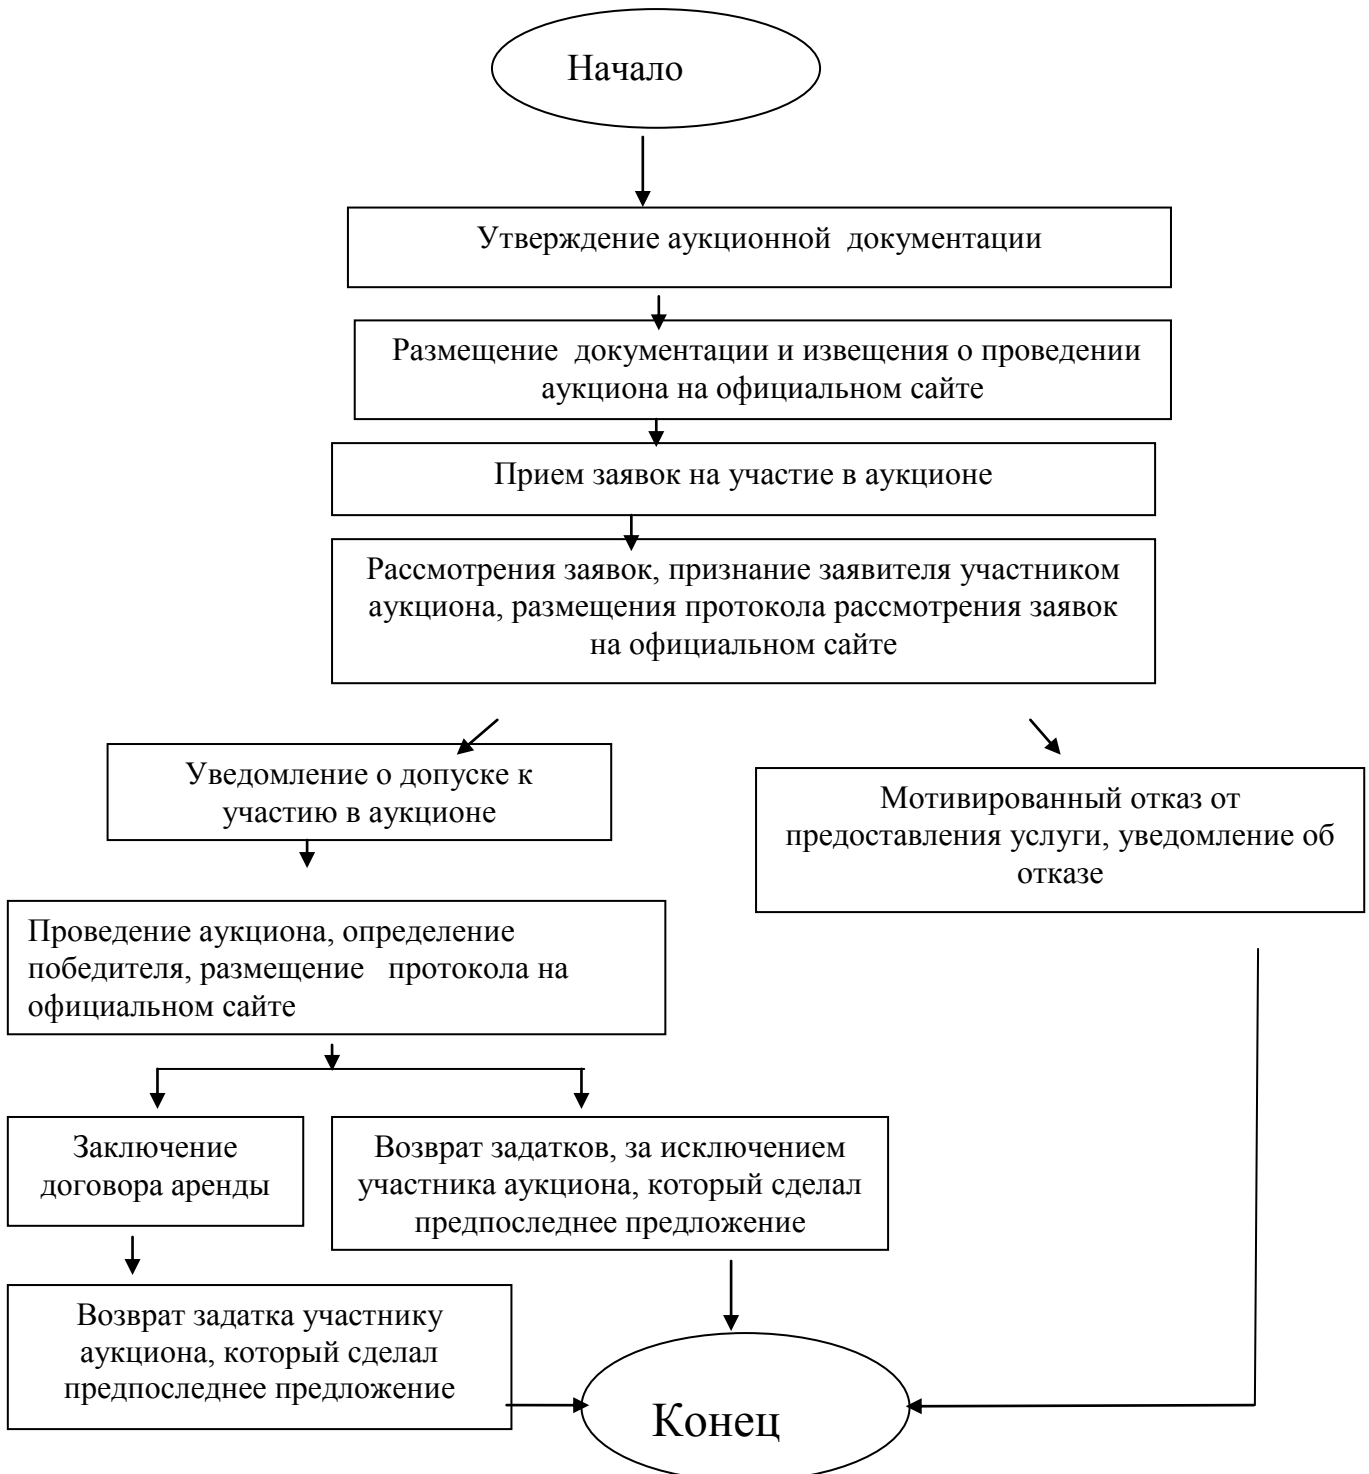 Начало
Утверждение аукционной документации
Размещение документации и извещения о проведении
аукциона на официальном сайте
Прием заявок на участие в аукционе
Рассмотрения заявок, признание заявителя участником
аукциона, размещения протокола рассмотрения заявок
на официальном сайте
Уведомление о допуске к
участию в аукционе
Мотивированный отказ от
предоставления услуги, уведомление об
отказе
Проведение аукциона, определение
победителя, размещение протокола на
официальном сайте
Заключение
договора аренды
Возврат задатков, за исключением
участника аукциона, который сделал
предпоследнее предложение
Возврат задатка участнику
аукциона, который сделал
предпоследнее предложение
Конец